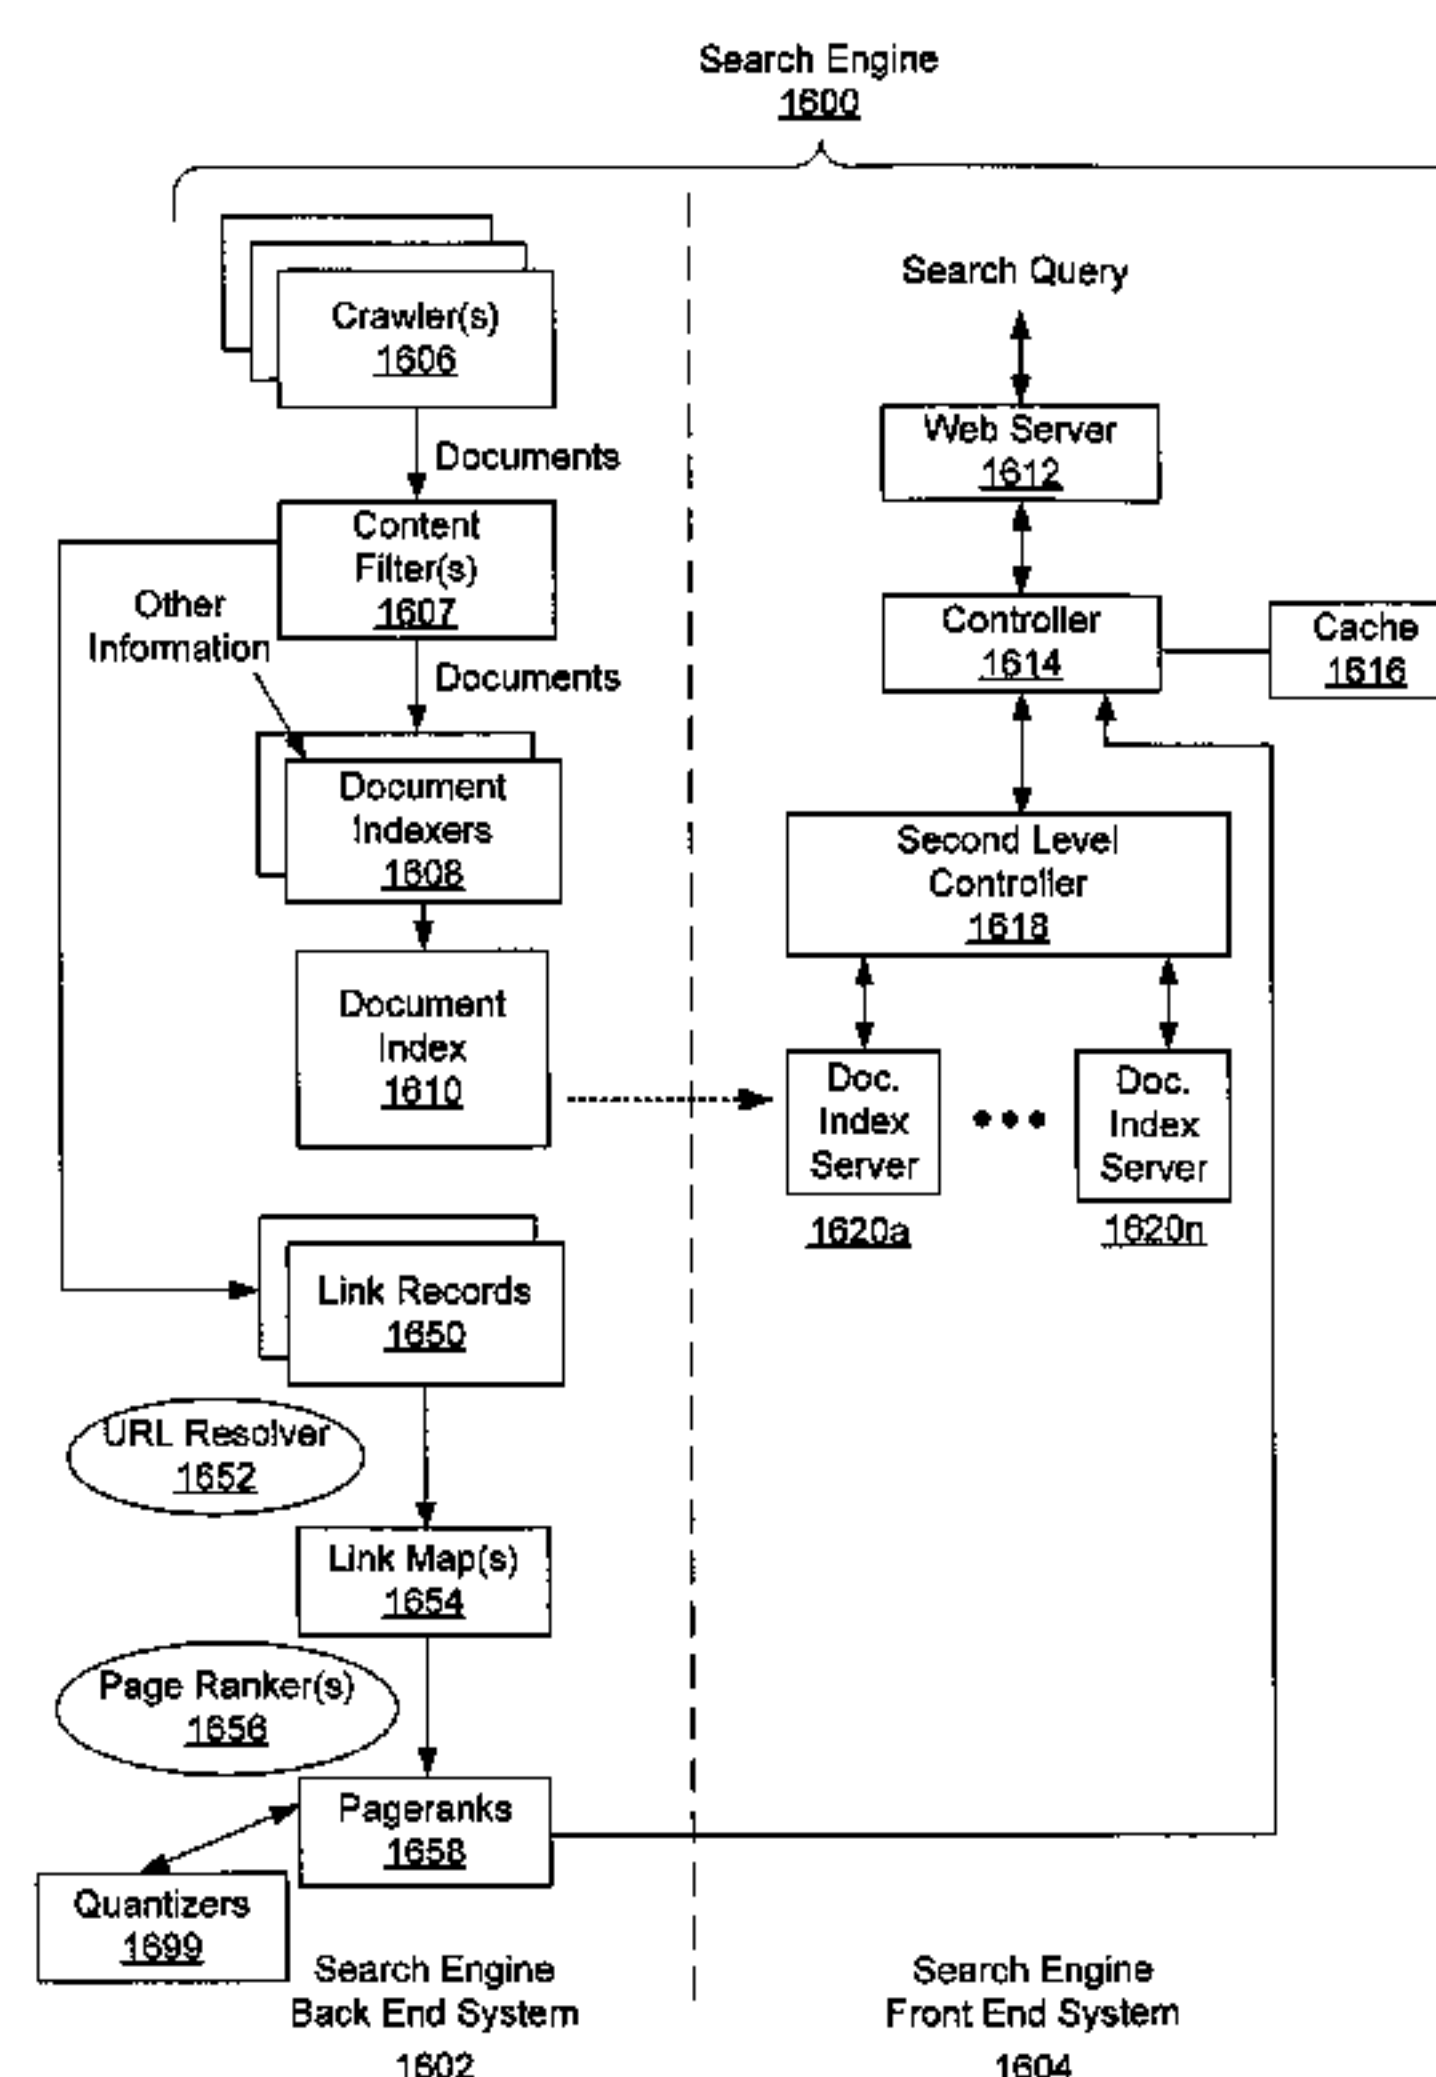 Search Engine
1600
Crawler(s)
1606
Documents
Content
Filter(s)
1607
Other
Information
Documents
Document
Indexers
1608
Document
Index
1610
Link Records
1650
URL Resolver
1652
Link Map(s)
1654
Page Ranker(s)
1656
Pageranks
1658
Quantizers
1699
Search Engine
Back End System
1602
Search Query
Web Server
1612
Controller
1614
Cache
1616
Second Level
Controller
1618
Doc.
Index
Server
1620a
Doc.
Index
Server
1620n
Search Engine
Front End System
1604